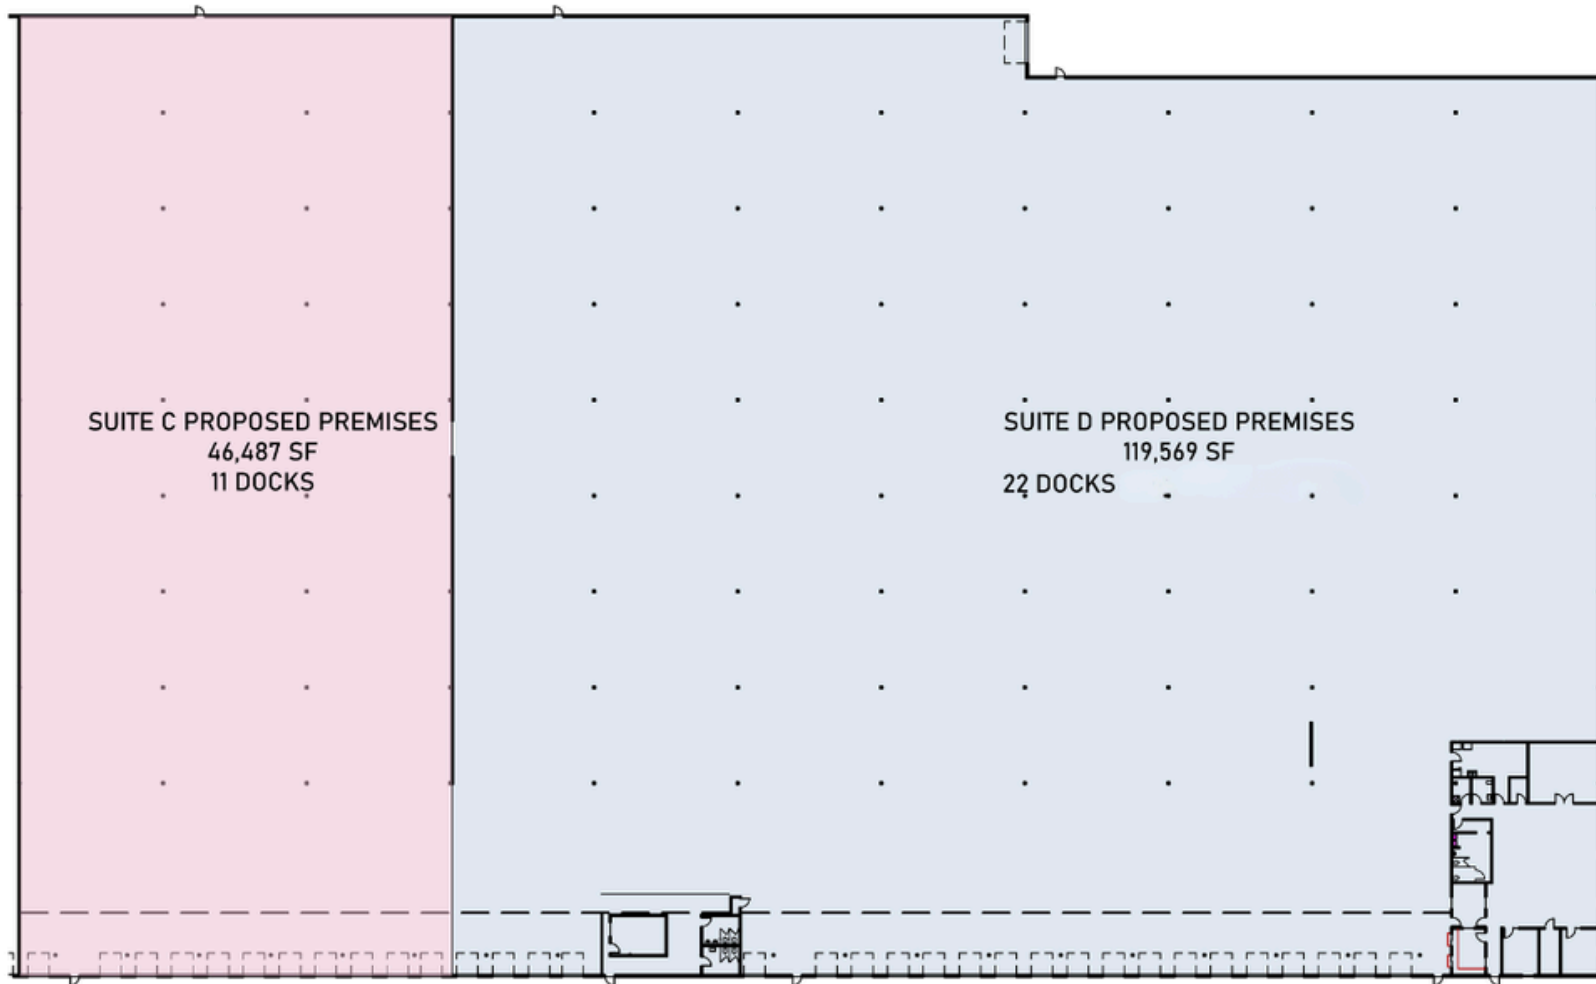 SUITE C PROPOSED PREMISES
46,487 SF
11 DOCKS
SUITE D PROPOSED PREMISES
119,569 SF
22 DOCKS